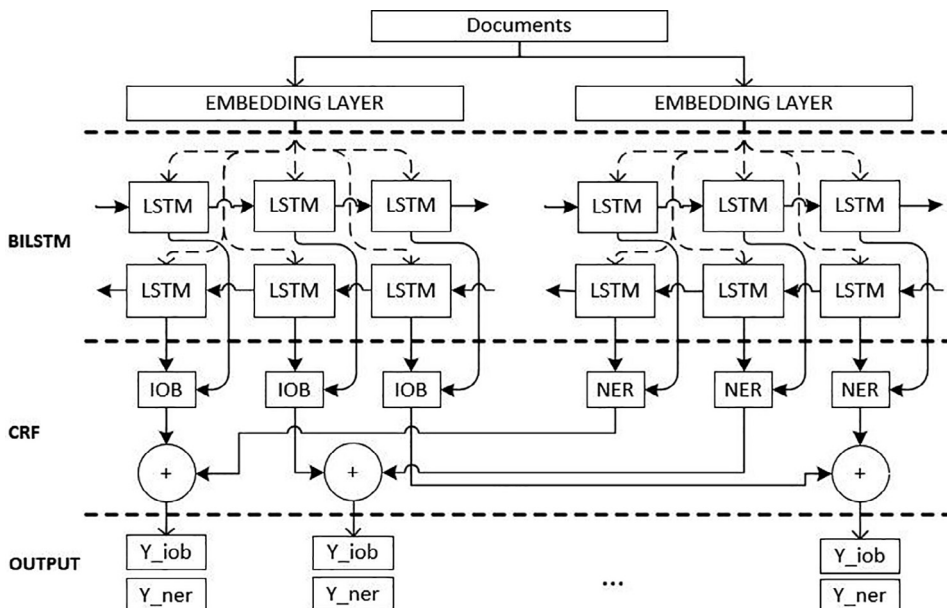 Documents
EMBEDDING LAYER EMBEDDING LAYER
LSTM LSTM LSTM LSTM LSTM LSTM
BILSTM
LSTM LSTM LSTM LSTM LSTM LSTM
IOB IOB IOB NER NER NER
CRF
+ + +
Y_iob Y_iob Y_iob
OUTPUT ...
Y_ner Y_ner Y_ner